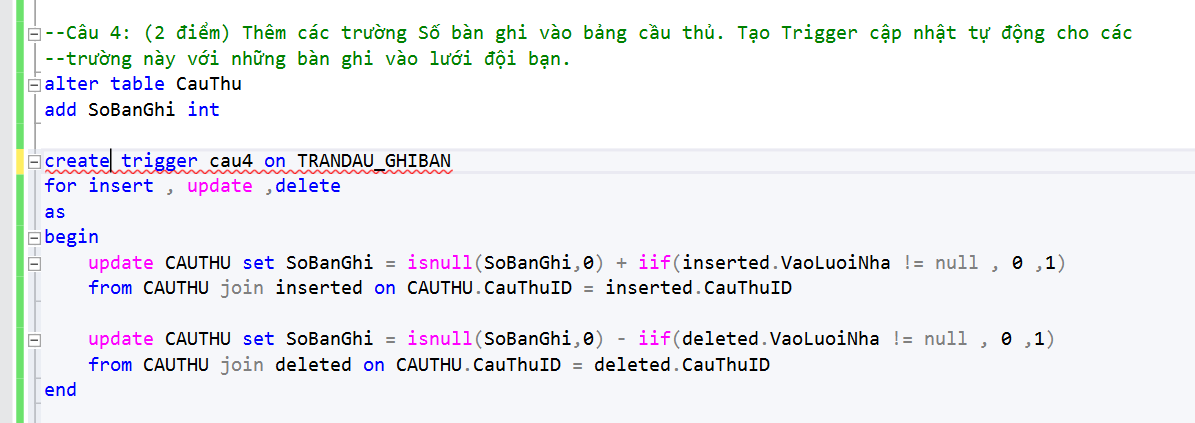 --Câu 4: (2 điểm) Thêm các trường Số bàn ghi vào bảng cầu thủ. Tạo Trigger cập nhật tự động cho các
--trường này với những bàn ghi vào lưới đội bạn.
alter table CauThu
add SoBanGhi int
create trigger cau4 on TRANDAU_GHIBAN
for insert , update ,delete
as
begin
update CAUTHU set SoBanGhi = isnull(SoBanGhi,0) + iif(inserted.VaoLuoiNha != null , 0 ,1)
from CAUTHU join inserted on CAUTHU.CauThuID = inserted.CauThuID
update CAUTHU set SoBanGhi = isnull(SoBanGhi,0) - iif(deleted.VaoLuoiNha != null , 0 ,1)
from CAUTHU join deleted on CAUTHU.CauThuID = deleted.CauThuID
end